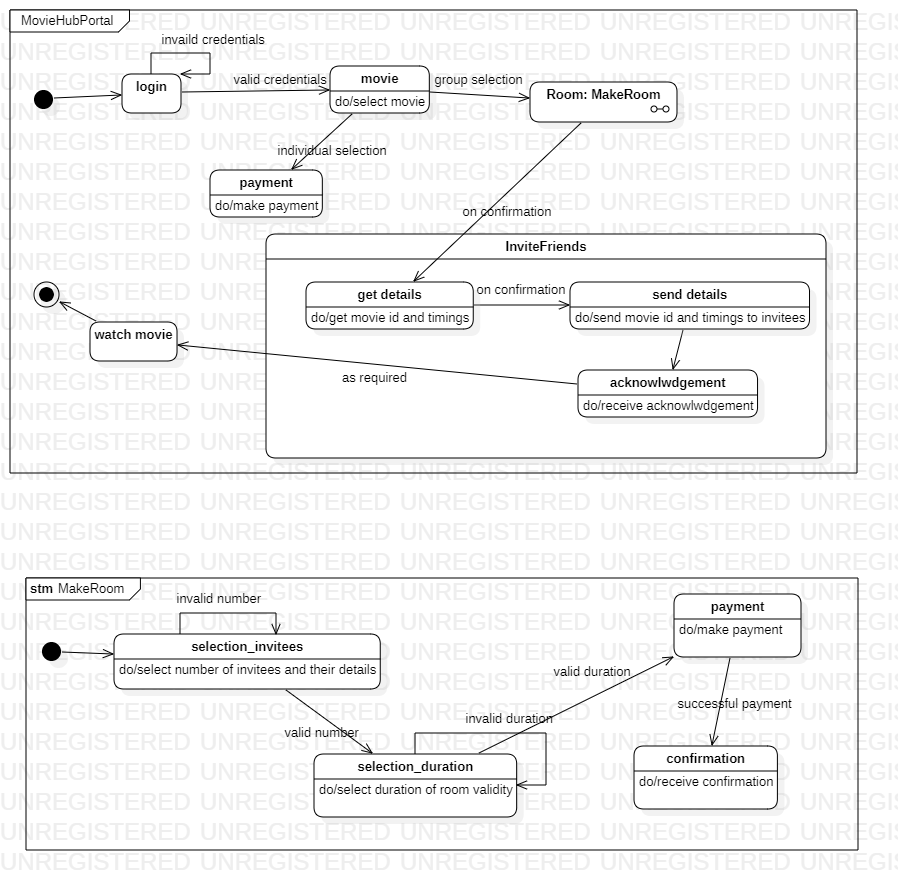 MovieHubPortal
invaild credentials
login
valid credentials
movie
do/select movie
group selection
Room: MakeRoom
individual selection
payment
do/make payment
on confirmation
InviteFriends
get details
do/get movie id and timings
on confirmation
send details
do/send movie id and timings to invitees
watch movie
as required
acknowlwdgement
do/receive acknowlwdgement
stm MakeRoom
invalid number
selection_invitees
do/select number of invitees and their details
valid number
invalid duration
selection_duration
do/select duration of room validity
valid duration
payment
do/make payment
successful payment
confirmation
do/receive confirmation
UNREGISTERED